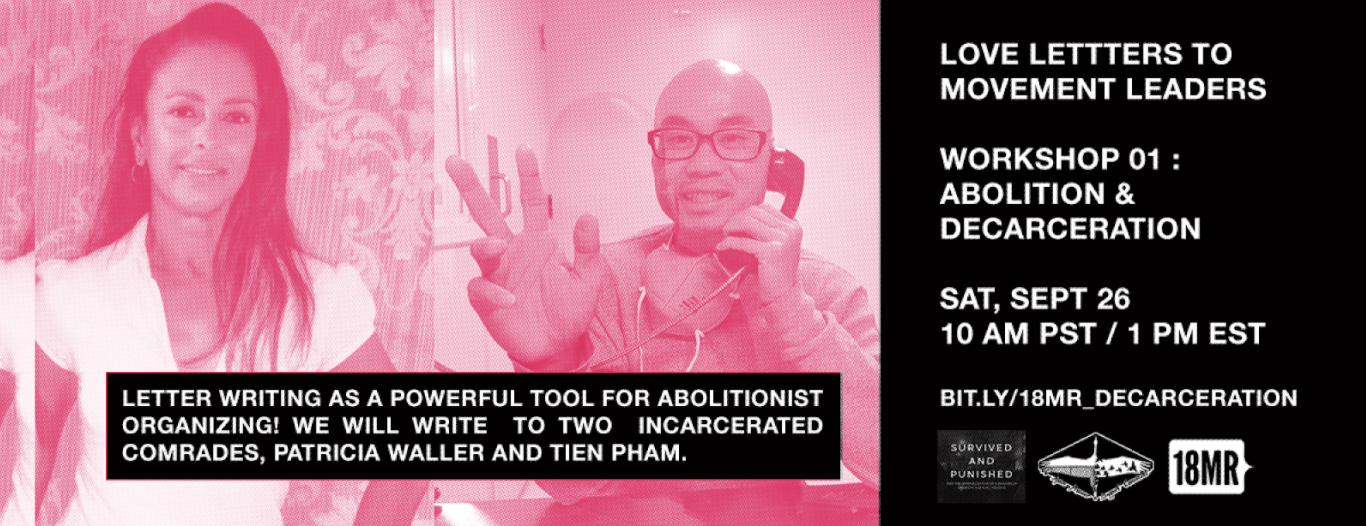 LOVE LETTTERS TO
MOVEMENT LEADERS
WORKSHOP 01 :
ABOLITION &
DECARCERATION
SAT, SEPT 26
10 AM PST / 1 PM EST
BIT.LY/18MR_DECARCERATION
LETTER WRITING AS A POWERFUL TOOL FOR ABOLITIONIST
ORGANIZING! WE WILL WRITE TO TWO INCARCERATED
COMRADES, PATRICIA WALLER AND TIEN PHAM.
SURVIVED
AND
PUNISHED
18MR